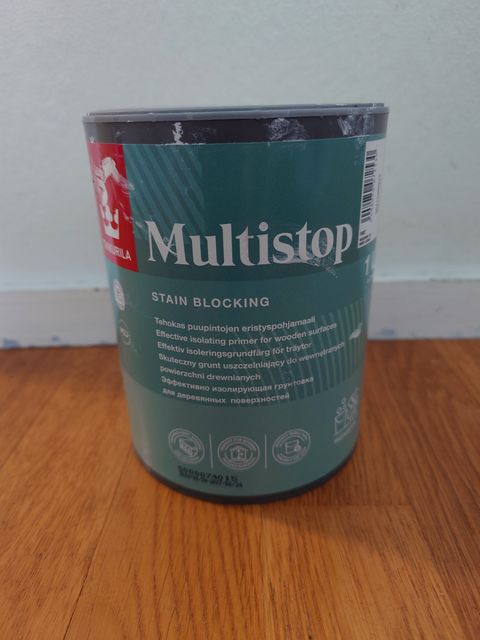 Multistop
STAIN BLOCKING
Tehokas puupintojen eristyspohjamaali
Effective isolating primer for wooden surfaces
Effektiv isoleringsgrundfärg för träytor
Skuteczny grunt uszczelniający do wewnętrznych
powierzchni drewnianych
Эффективно изолирующая грунтовка
для деревянных поверхностей